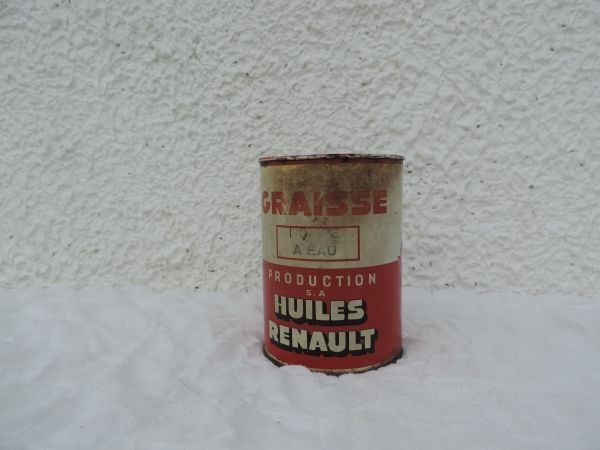 GRAISSE
A EAU
PRODUCTION
S.A
HUILES
RENAULT